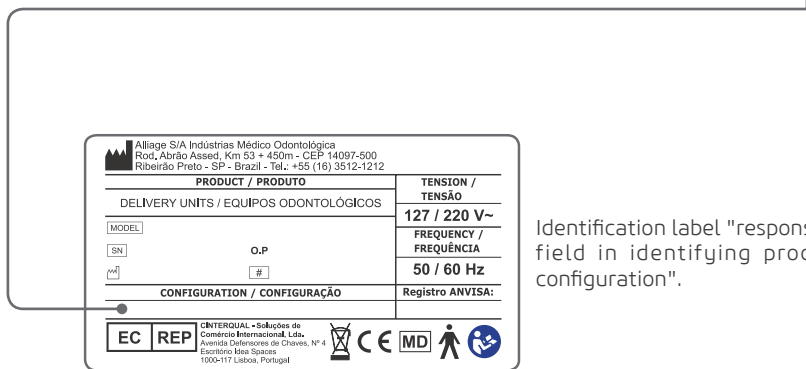 Alliage S/A Indústrias Médico Odontológica
Rod. Abrão Assed, Km 53 + 450m - CEP 14097-500
Ribeirão Preto - SP - Brazil - Tel.: +55 (16) 3512-1212
PRODUCT / PRODUTO
DELIVERY UNITS / EQUIPOS ODONTOLÓGICOS
MODEL
SN
O.P
#
CONFIGURATION / CONFIGURAÇÃO
TENSION /
TENSÃO
127 / 220 V~
FREQUENCY /
FREQUÊNCIA
50 / 60 Hz
Registro ANVISA:
EC REP
CINTERQUAL - Soluções de
Comércio Internacional, Lda.
Avenida Defensores de Chaves, Nº 4
Escritório Idea Spaces
1000-117 Lisboa, Portugal
CE
MD
Identification label "respons
field in identifying prod
configuration".